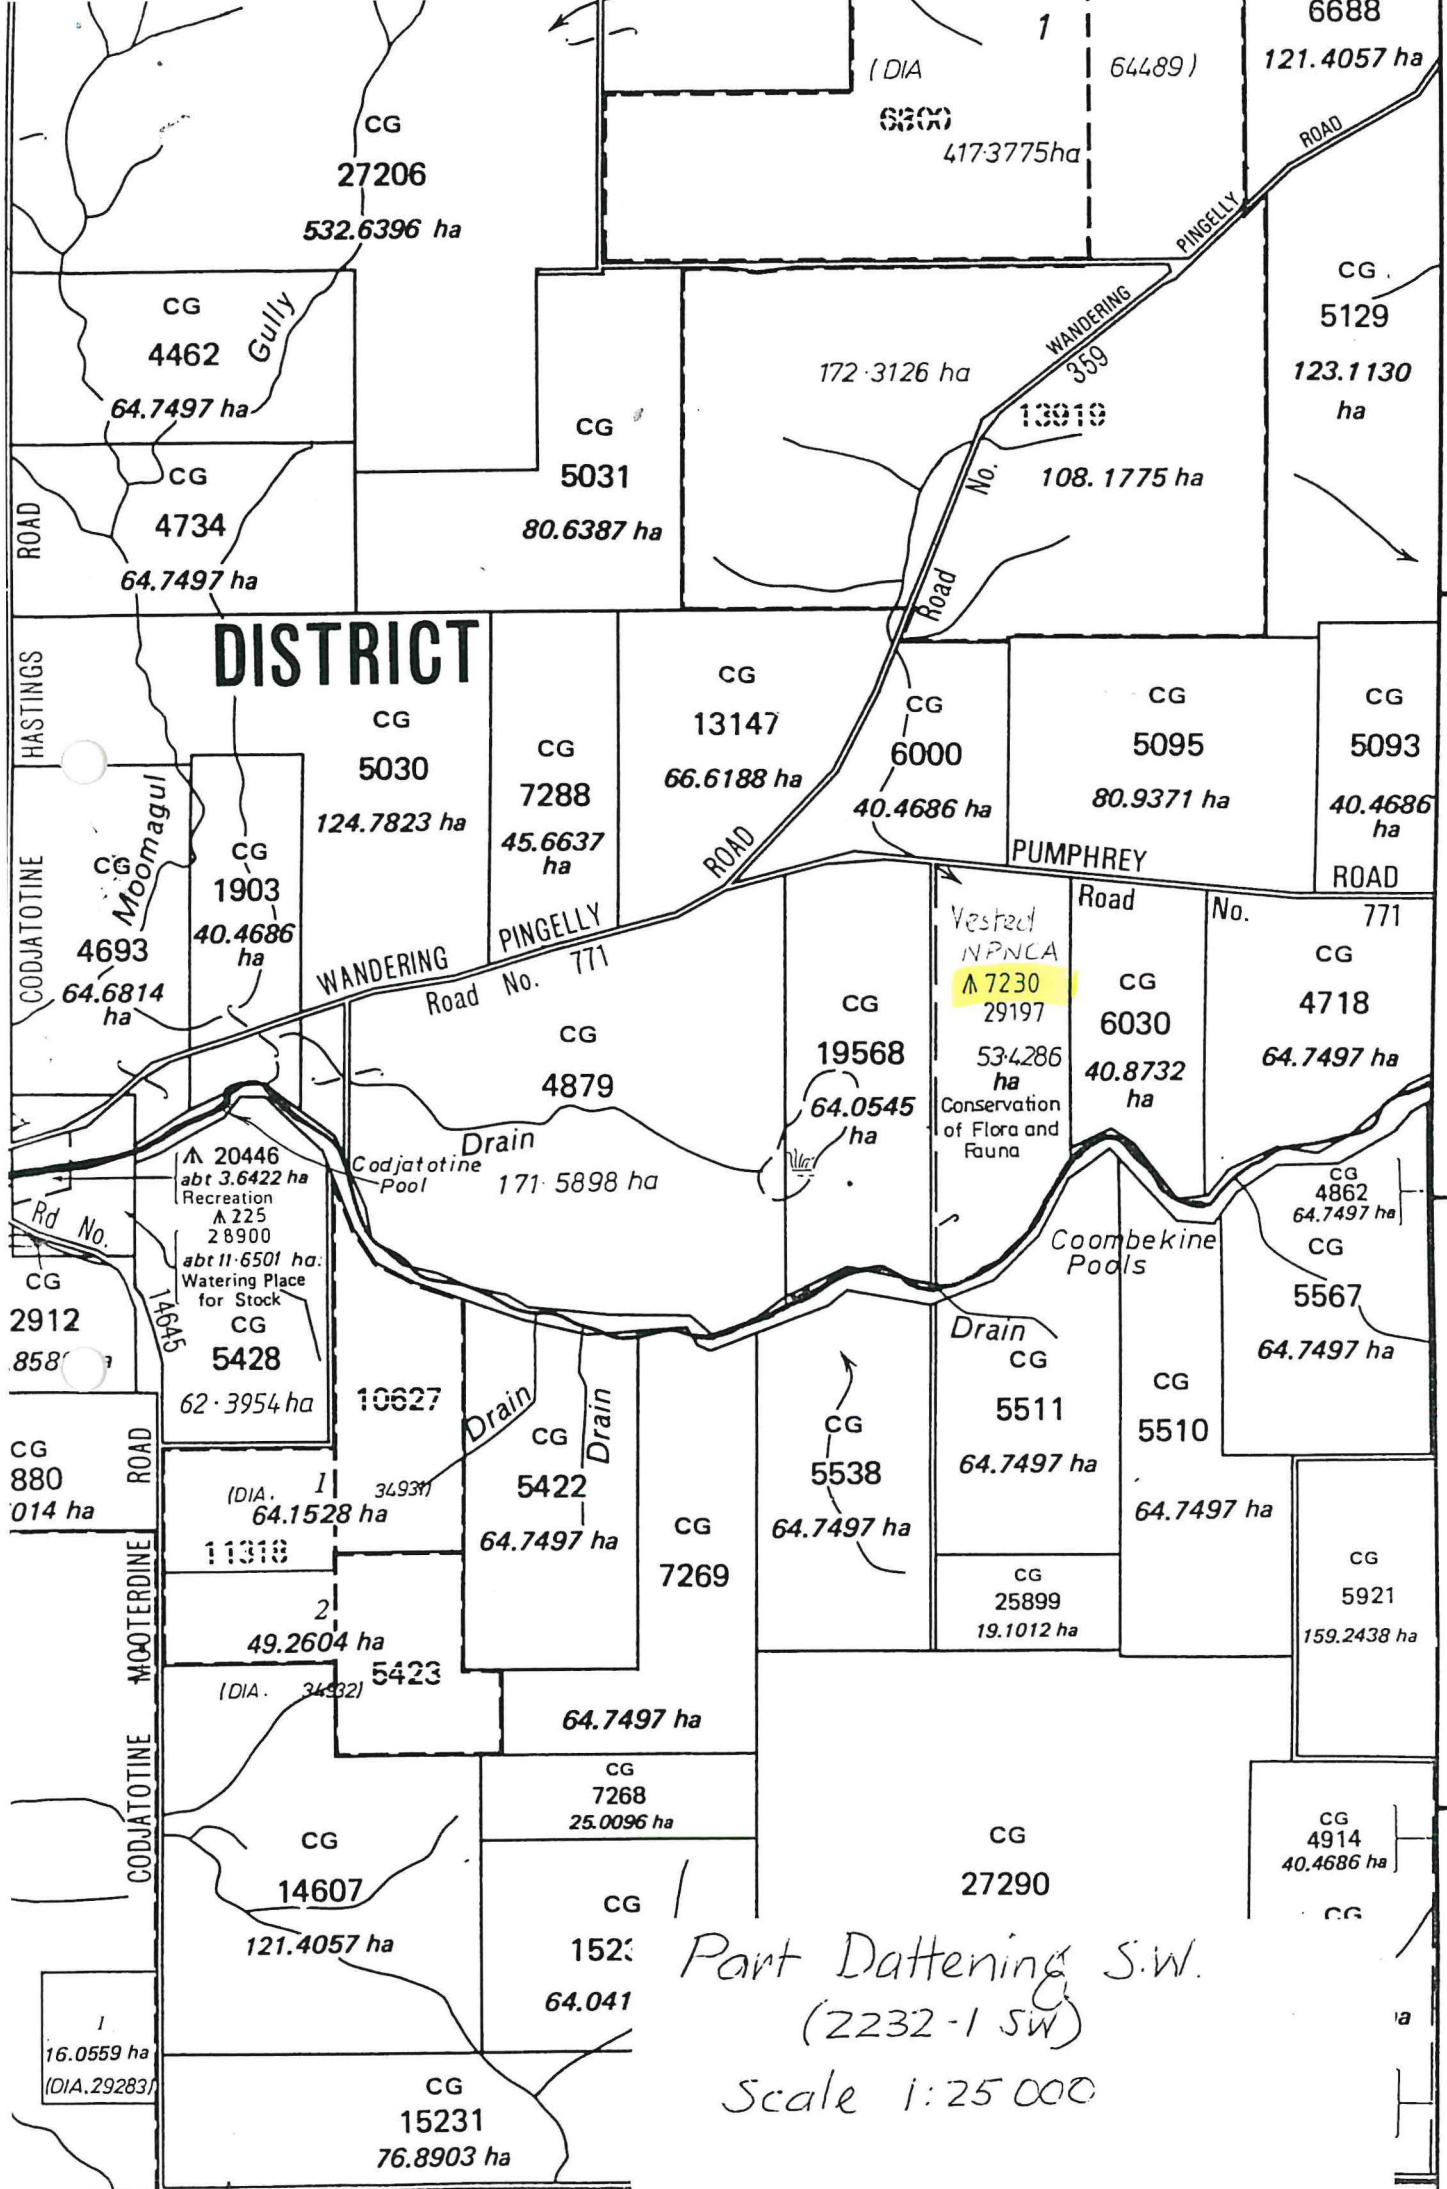 6688
121.4057 ha
1
(DIA
64489)
6800
417·3775ha
ROAD
PINGELLY
WANDERING
359
No.
Road
CG
27206
532.6396 ha
CG
4462
64.7497 ha
Gully
CG
4734
64.7497 ha
ROAD
CG
5031
80.6387 ha
172·3126 ha
13919
108.1775 ha
CG
5129
123.1130
ha
DISTRICT
HASTINGS
CODJATOTINE
CG
5030
124.7823 ha
CG
7288
45.6637
ha
CG
13147
66.6188 ha
CG
6000
40.4686 ha
CG
5095
80.9371 ha
CG
5093
40.4686
ha
Moomagul
CG
4693
64.6814
ha
CG
1903
40.4686
ha
WANDERING
PINGELLY
ROAD
Road No. 771
PUMPHREY
ROAD
Road
No.
771
CG
4879
Drain
171·5898 ha
CG
19568
64.0545
ha
Vested
NPNCA
7230
29197
53·4286
ha
Conservation
of Flora and
Fauna
CG
6030
40.8732
ha
CG
4718
64.7497 ha
20446
abt 3.6422 ha
Recreation
225
28900
abt 11·6501 ha.
Watering Place
for Stock
Codjatotine
Pool
Rd No.
14645
CG
2912
CG
5428
62·3954 ha
Coombekine
Pools
CG
4862
64.7497 ha
CG
5567
64.7497 ha
Drain
CG
5511
64.7497 ha
CG
5510
64.7497 ha
10627
Drain
Drain
CG
5422
64.7497 ha
CG
5538
64.7497 ha
CG
880
014 ha
ROAD
MOOTERDINE
CODJATOTINE
1
(DIA.
34931)
64.1528 ha
11318
2
49.2604 ha
(DIA. 34932)
5423
CG
7269
64.7497 ha
CG
25899
19.1012 ha
CG
5921
159.2438 ha
CG
7268
25.0096 ha
CG
14607
121.4057 ha
CG
1523
64.041
CG
27290
CG
4914
40.4686 ha
CG
1
16.0559 ha
(DIA.29283)
CG
15231
76.8903 ha
Part Dattening S.W.
(2232-1 SW)
Scale 1:25 000